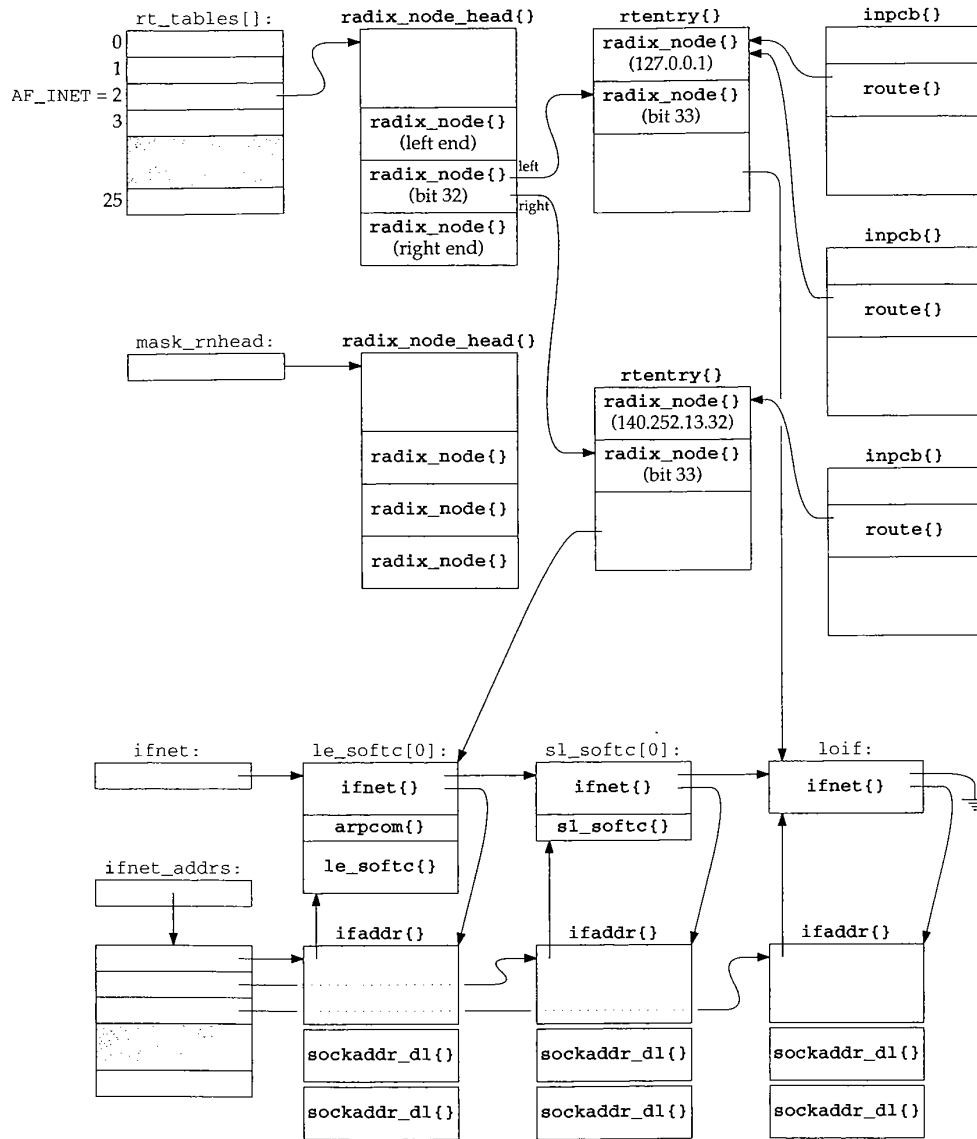 rt_tables[]:
0
1
AF_INET = 2
3
25
radix_node_head{}
radix_node{}
(left end)
radix_node{}
(bit 32)
radix_node{}
(right end)
left
right
rtentry{}
radix_node{}
(127.0.0.1)
radix_node{}
(bit 33)
inpcb{}
route{}
inpcb{}
route{}
mask_rnhead:
radix_node_head{}
radix_node{}
radix_node{}
radix_node{}
rtentry{}
radix_node{}
(140.252.13.32)
radix_node{}
(bit 33)
inpcb{}
route{}
ifnet:
le_softc[0]:
ifnet{}
arpcom{}
le_softc{}
sl_softc[0]:
ifnet{}
sl_softc{}
loif:
ifnet{}
ifnet_addrs:
ifaddr{}
ifaddr{}
ifaddr{}
sockaddr_dl{}
sockaddr_dl{}
sockaddr_dl{}
sockaddr_dl{}
sockaddr_dl{}
sockaddr_dl{}